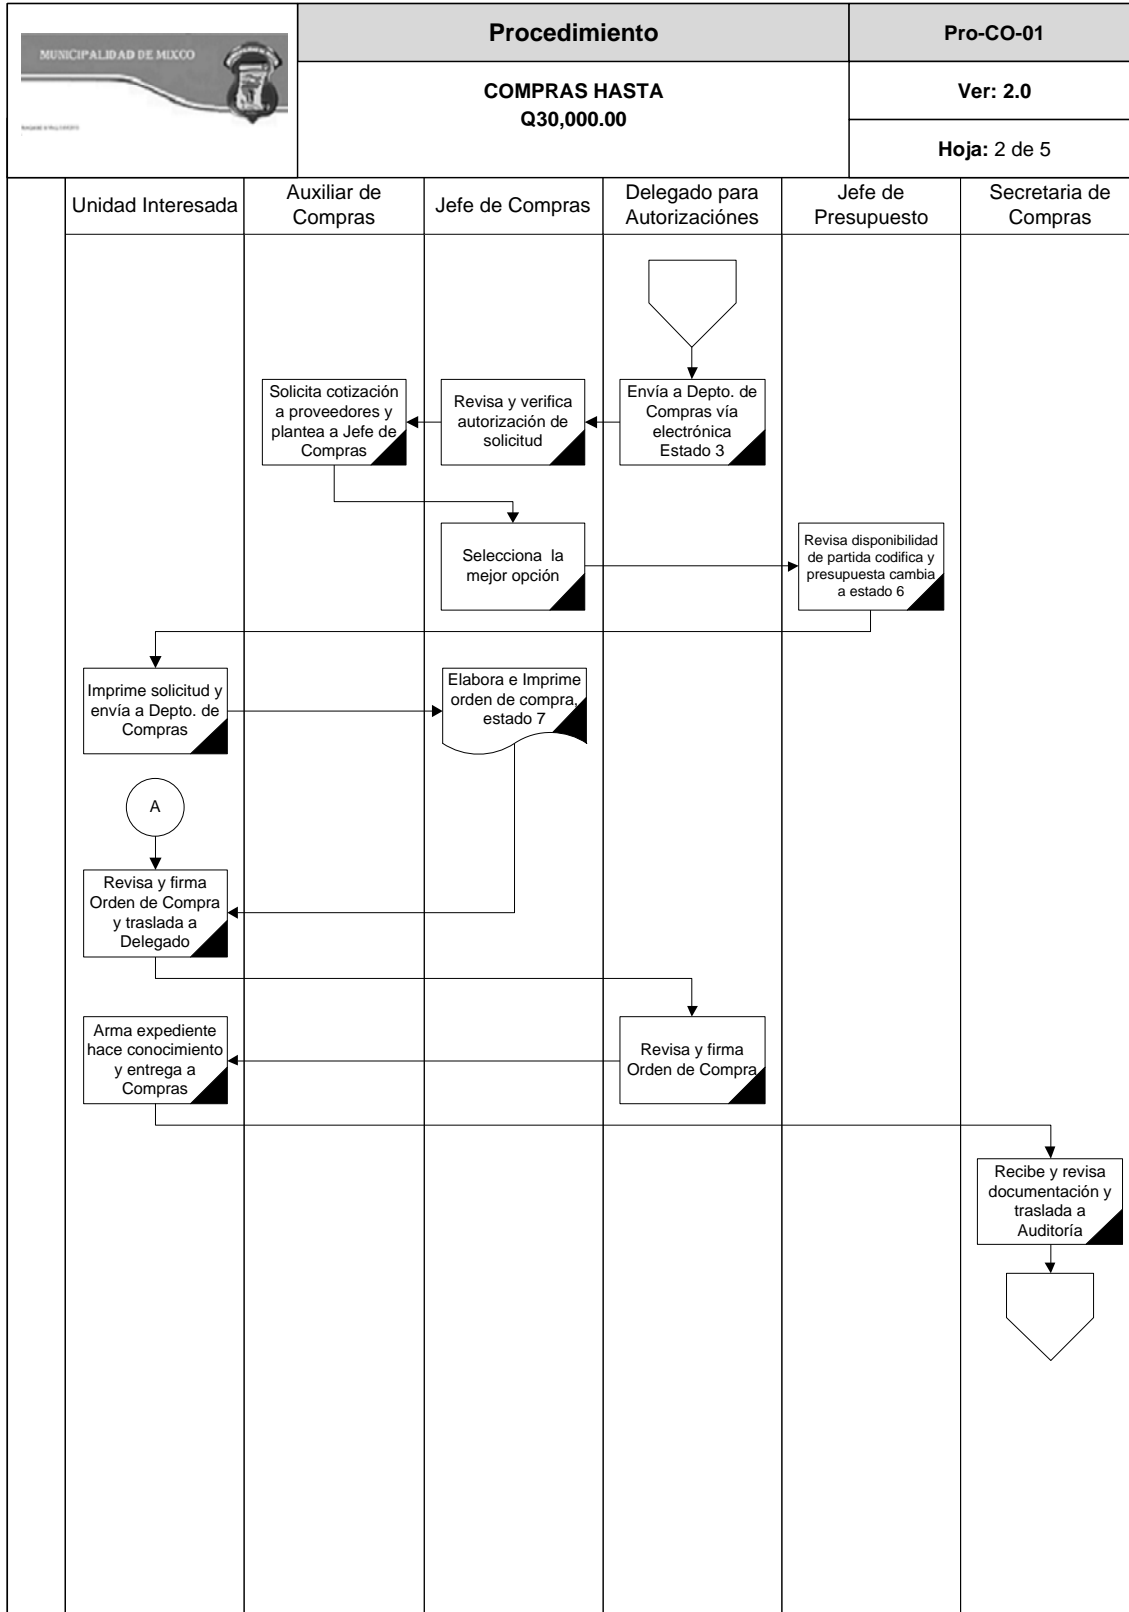 MUNICIPALIDAD DE MIXCO
Procedimiento
Pro-CO-01
COMPRAS HASTA
Q30,000.00
Ver: 2.0
Hoja: 2 de 5
Unidad Interesada
Auxiliar de
Compras
Jefe de Compras
Delegado para
Autorizaciónes
Jefe de
Presupuesto
Secretaria de
Compras
Solicita cotización
a proveedores y
plantea a Jefe de
Compras
Revisa y verifica
autorización de
solicitud
Envía a Depto. de
Compras vía
electrónica
Estado 3
Selecciona la
mejor opción
Revisa disponibilidad
de partida codifica y
presupuesta cambia
a estado 6
Imprime solicitud y
envía a Depto. de
Compras
Elabora e Imprime
orden de compra,
estado 7
A
Revisa y firma
Orden de Compra
y traslada a
Delegado
Arma expediente
hace conocimiento
y entrega a
Compras
Revisa y firma
Orden de Compra
Recibe y revisa
documentación y
traslada a
Auditoría